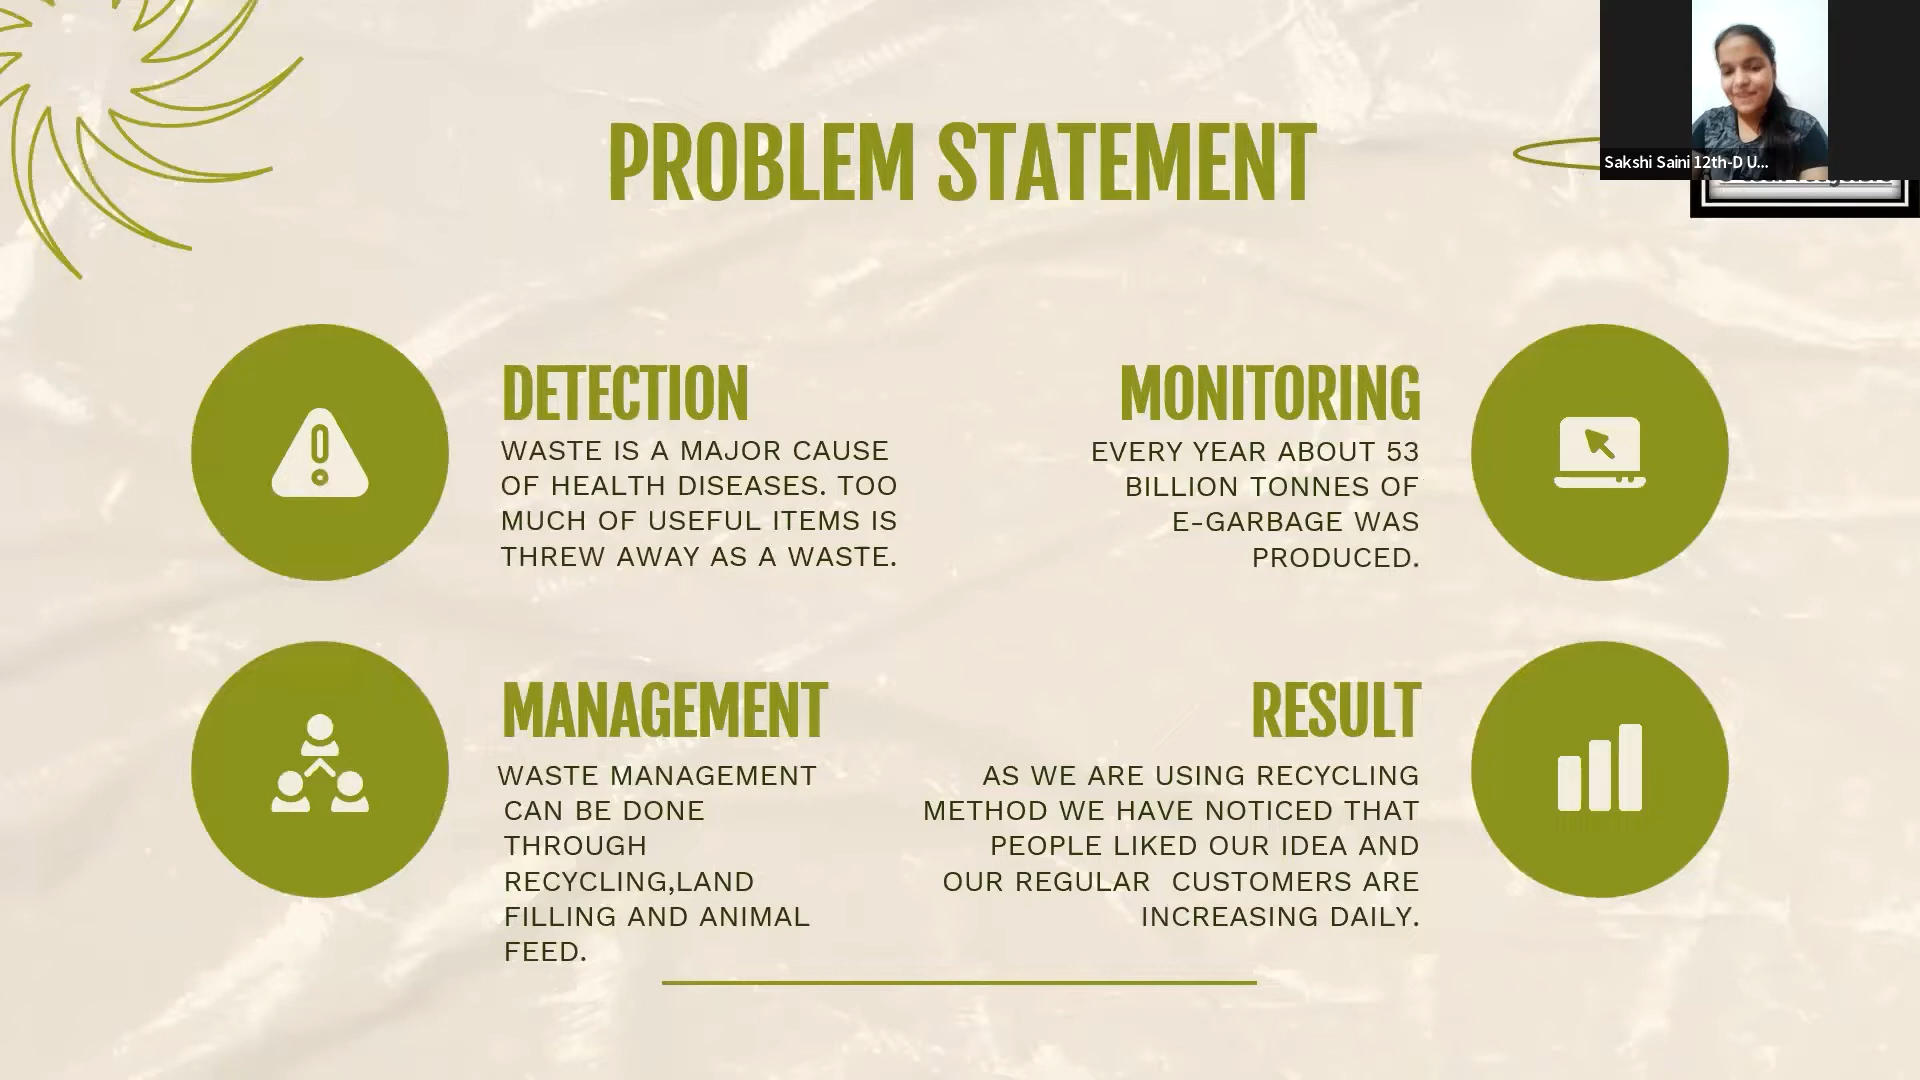 PROBLEM STATEMENT
Sakshi Saini 12th-D U...
DETECTION
WASTE IS A MAJOR CAUSE
OF HEALTH DISEASES. TOO
MUCH OF USEFUL ITEMS IS
THREW AWAY AS A WASTE.
MONITORING
EVERY YEAR ABOUT 53
BILLION TONNES OF
E-GARBAGE WAS
PRODUCED.
MANAGEMENT
WASTE MANAGEMENT
CAN BE DONE
THROUGH
RECYCLING,LAND
FILLING AND ANIMAL
FEED.
RESULT
AS WE ARE USING RECYCLING
METHOD WE HAVE NOTICED THAT
PEOPLE LIKED OUR IDEA AND
OUR REGULAR  CUSTOMERS ARE
INCREASING DAILY.